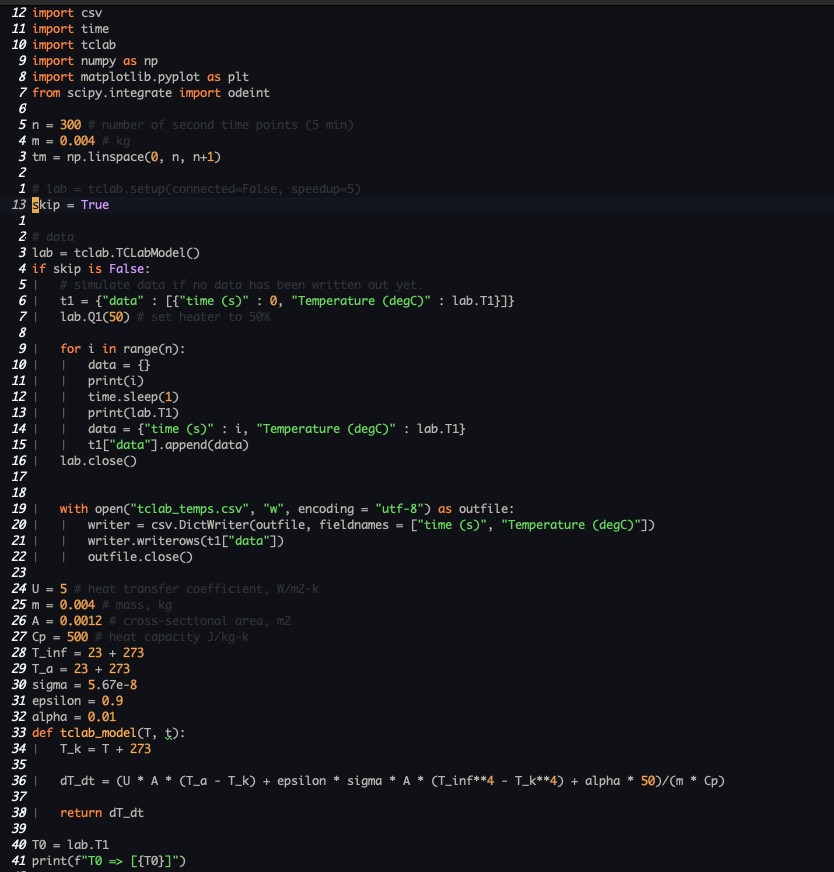 12 import csv
11 import time
10 import tclab
9 import numpy as np
8 import matplotlib.pyplot as plt
7 from scipy.integrate import odeint
6
5 n = 300 # number of second time points (5 min)
4 m = 0.004 # kg
3 tm = np.linspace(0, n, n+1)
2
1 # lab = tclab.setup(connected=False, speedup=5)
13 skip = True
1
2 # data
3 lab = tclab.TCLabModel()
4 if skip is False:
5 |   # simulate data if no data has been written out yet.
6 |   t1 = {"data" : [{"time (s)" : 0, "Temperature (degC)" : lab.T1}]}
7 |   lab.Q1(50) # set heater to 50%
8
9 |   for i in range(n):
10 |   |   data = {}
11 |   |   print(i)
12 |   |   time.sleep(1)
13 |   |   print(lab.T1)
14 |   |   data = {"time (s)" : i, "Temperature (degC)" : lab.T1}
15 |   |   t1["data"].append(data)
16 |   lab.close()
17
18
19 |   with open("tclab_temps.csv", "w", encoding = "utf-8") as outfile:
20 |   |   writer = csv.DictWriter(outfile, fieldnames = ["time (s)", "Temperature (degC)"])
21 |   |   writer.writerows(t1["data"])
22 |   |   outfile.close()
23
24 U = 5 # heat transfer coefficient, W/m2-k
25 m = 0.004 # mass, kg
26 A = 0.0012 # cross-sectional area, m2
27 Cp = 500 # heat capacity J/kg-k
28 T_inf = 23 + 273
29 T_a = 23 + 273
30 sigma = 5.67e-8
31 epsilon = 0.9
32 alpha = 0.01
33 def tclab_model(T, t):
34 |   T_k = T + 273
35
36 |   dT_dt = (U * A * (T_a - T_k) + epsilon * sigma * A * (T_inf**4 - T_k**4) + alpha * 50)/(m * Cp)
37
38 |   return dT_dt
39
40 T0 = lab.T1
41 print(f"T0 => [{T0}]")